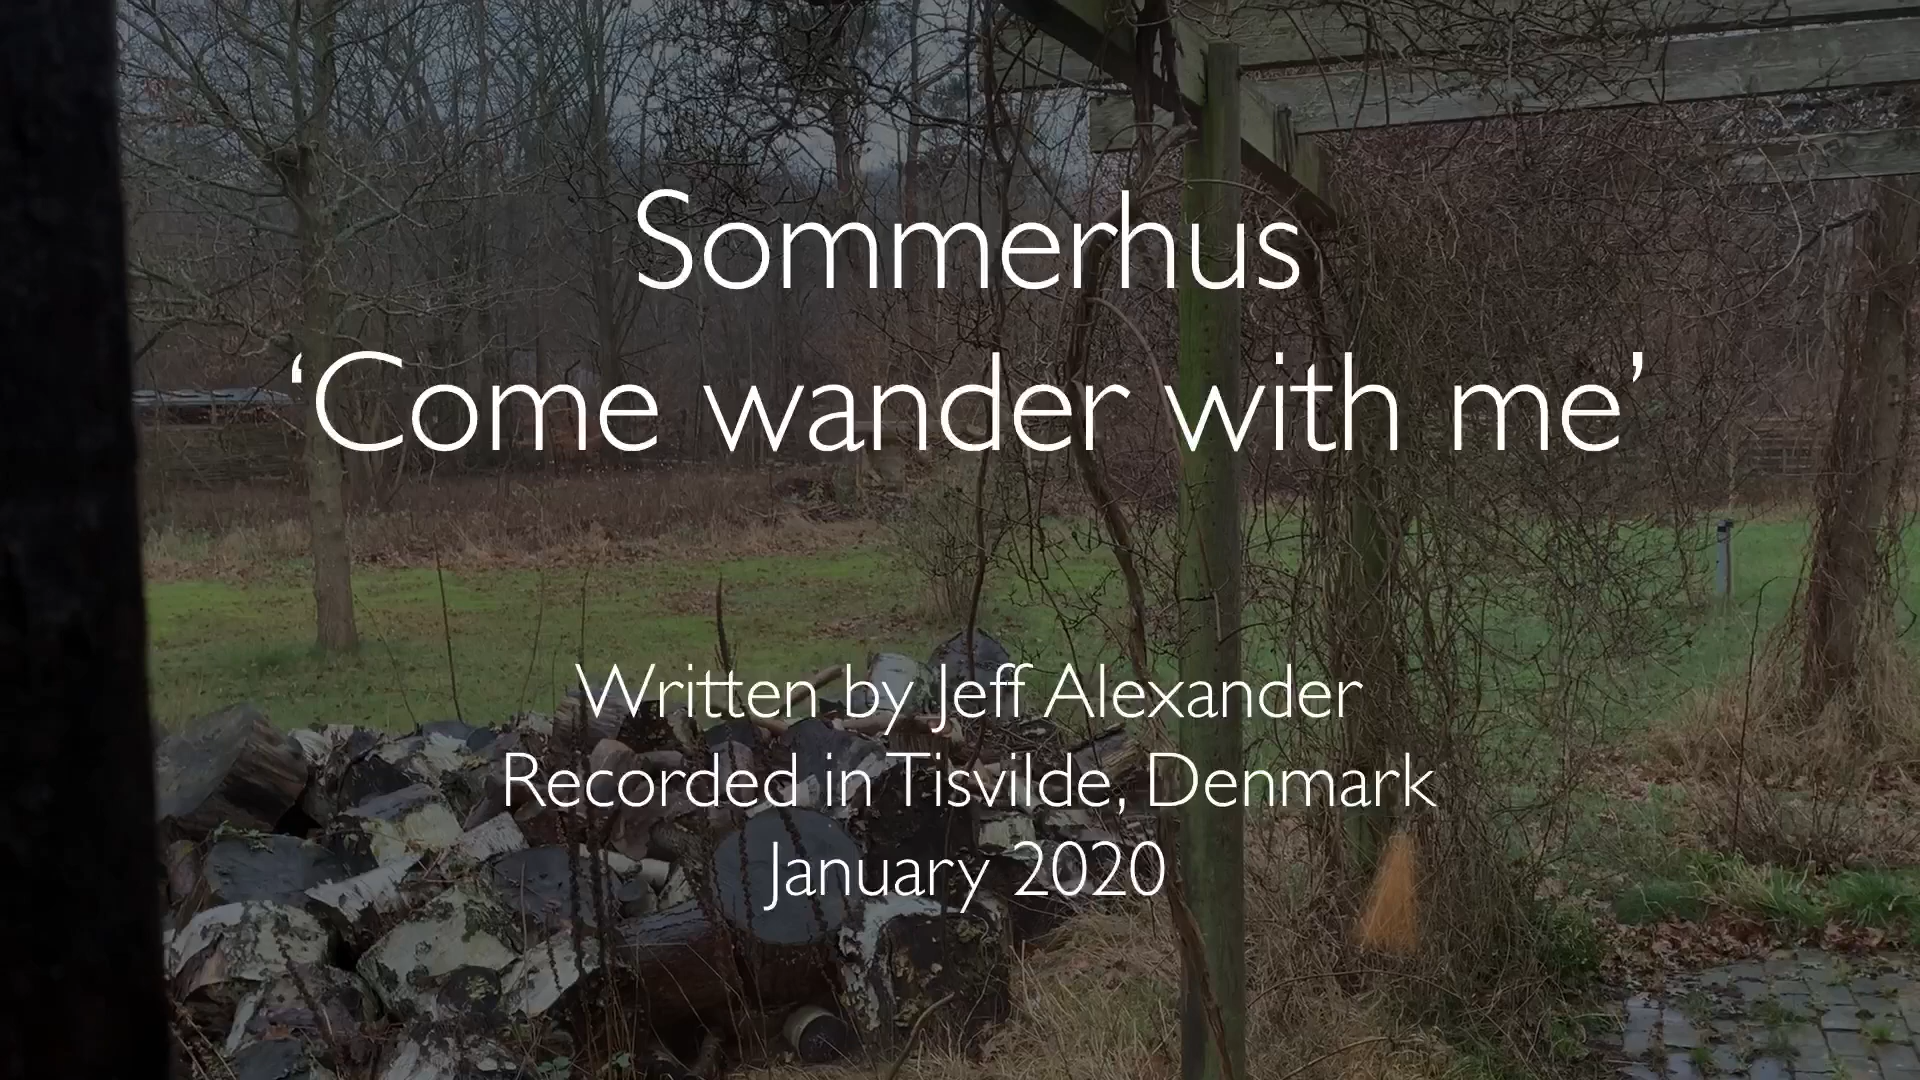 Sommerhus
‘Come wander with me’
Written by Jeff Alexander
Recorded in Tisvilde, Denmark
January 2020